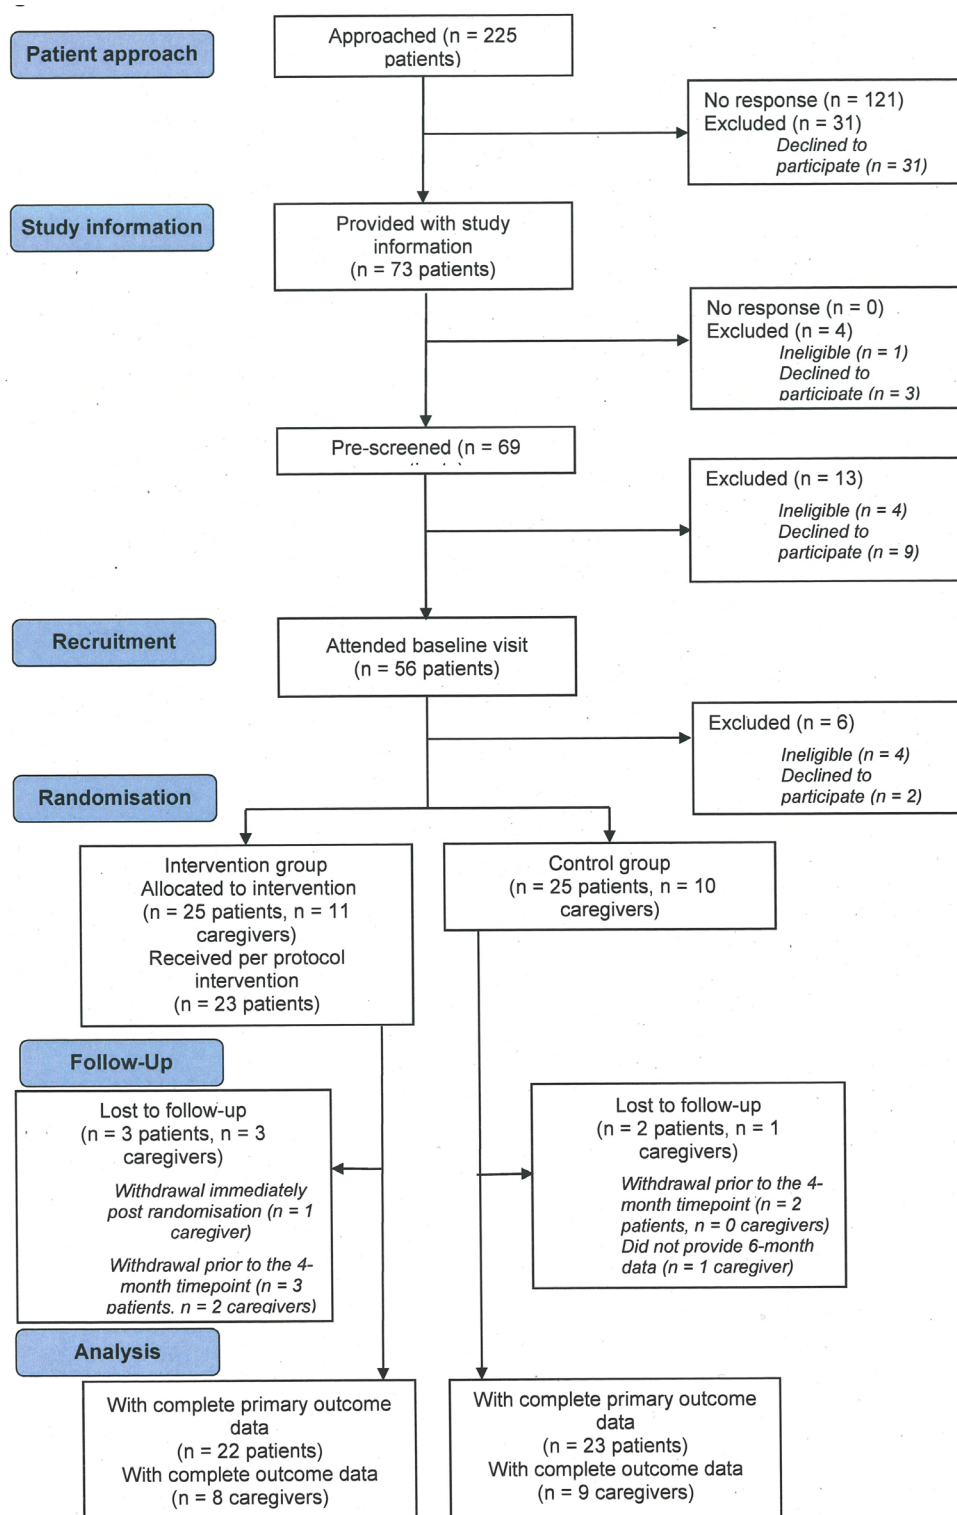 Patient approach
Approached (n = 225
patients)
No response (n = 121)
Excluded (n = 31)
Declined to
participate (n = 31)
Study information
Provided with study
information
(n = 73 patients)
No response (n = 0)
Excluded (n = 4)
Ineligible (n = 1)
Declined to
participate (n = 3)
Pre-screened (n = 69
Excluded (n = 13)
Ineligible (n = 4)
Declined to
participate (n = 9)
Recruitment
Attended baseline visit
(n = 56 patients)
Excluded (n = 6)
Ineligible (n = 4)
Declined to
participate (n = 2)
Randomisation
Intervention group
Allocated to intervention
(n = 25 patients, n = 11
caregivers)
Received per protocol
intervention
(n = 23 patients)
Control group
(n = 25 patients, n = 10
caregivers)
Follow-Up
Lost to follow-up
(n = 3 patients, n = 3
caregivers)
Withdrawal immediately
post randomisation (n = 1
caregiver)
Withdrawal prior to the 4-
month timepoint (n = 3
patients, n = 2 caregivers)
Lost to follow-up
(n = 2 patients, n = 1
caregivers)
Withdrawal prior to the 4-
month timepoint (n = 2
patients, n = 0 caregivers)
Did not provide 6-month
data (n = 1 caregiver)
Analysis
With complete primary outcome
data
(n = 22 patients)
With complete outcome data
(n = 8 caregivers)
With complete primary outcome
data
(n = 23 patients)
With complete outcome data
(n = 9 caregivers)